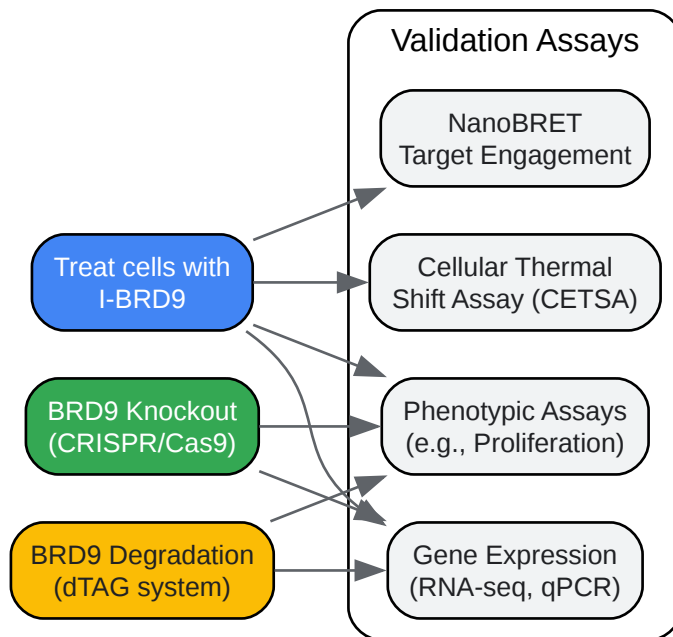 Validation Assays
NanoBRET
Target Engagement
Treat cells with
I-BRD9
Cellular Thermal
Shift Assay (CETSA)
BRD9 Knockout
(CRISPR/Cas9)
Phenotypic Assays
(e.g., Proliferation)
BRD9 Degradation
(dTAG system)
Gene Expression
(RNA-seq, qPCR)